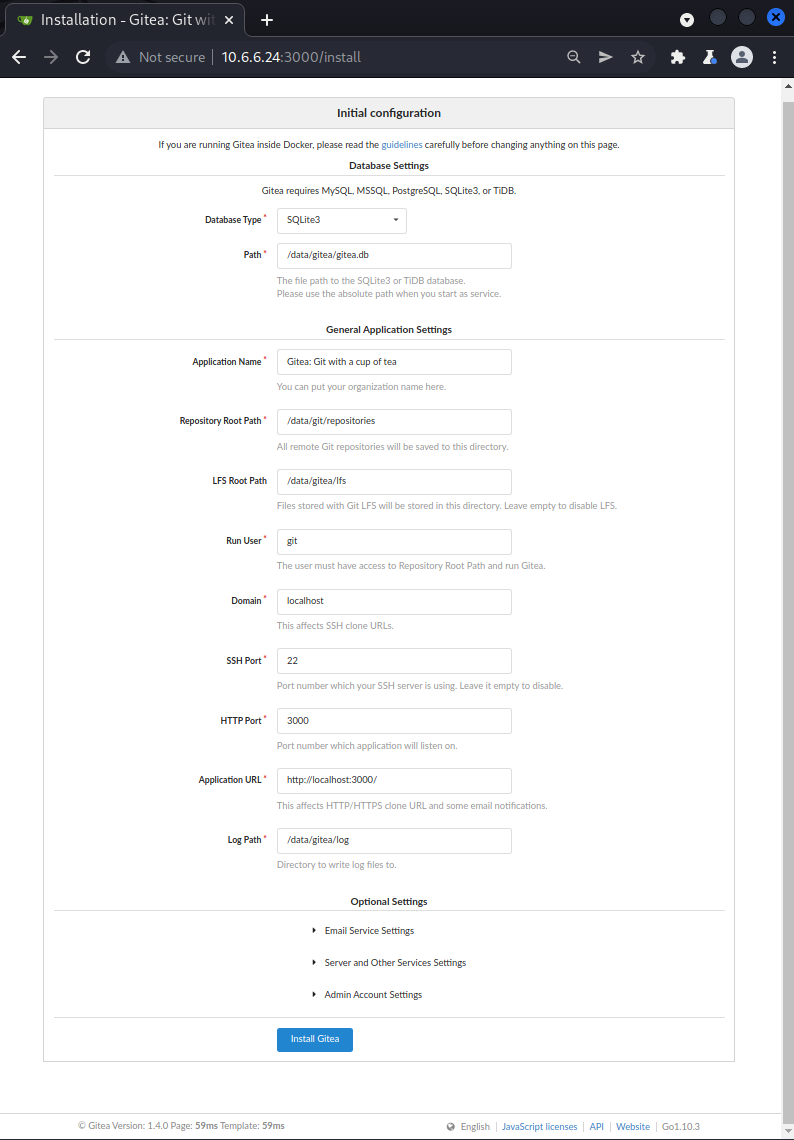 Installation - Gitea: Git wit
Not secure | 10.6.6.24:3000/install
Initial configuration
If you are running Gitea inside Docker, please read the guidelines carefully before changing anything on this page.
Database Settings
Gitea requires MySQL, MSSQL, PostgreSQL, SQLite3, or TiDB.
Database Type * SQLite3
Path * /data/gitea/gitea.db
The file path to the SQLite3 or TiDB database.
Please use the absolute path when you start as service.
General Application Settings
Application Name * Gitea: Git with a cup of tea
You can put your organization name here.
Repository Root Path * /data/git/repositories
All remote Git repositories will be saved to this directory.
LFS Root Path /data/gitea/lfs
Files stored with Git LFS will be stored in this directory. Leave empty to disable LFS.
Run User * git
The user must have access to Repository Root Path and run Gitea.
Domain * localhost
This affects SSH clone URLs.
SSH Port * 22
Port number which your SSH server is using. Leave it empty to disable.
HTTP Port * 3000
Port number which application will listen on.
Application URL * http://localhost:3000/
This affects HTTP/HTTPS clone URL and some email notifications.
Log Path * /data/gitea/log
Directory to write log files to.
Optional Settings
Email Service Settings
Server and Other Services Settings
Admin Account Settings
Install Gitea
© Gitea Version: 1.4.0 Page: 59ms Template: 59ms English | JavaScript licenses | API | Website | Go1.10.3